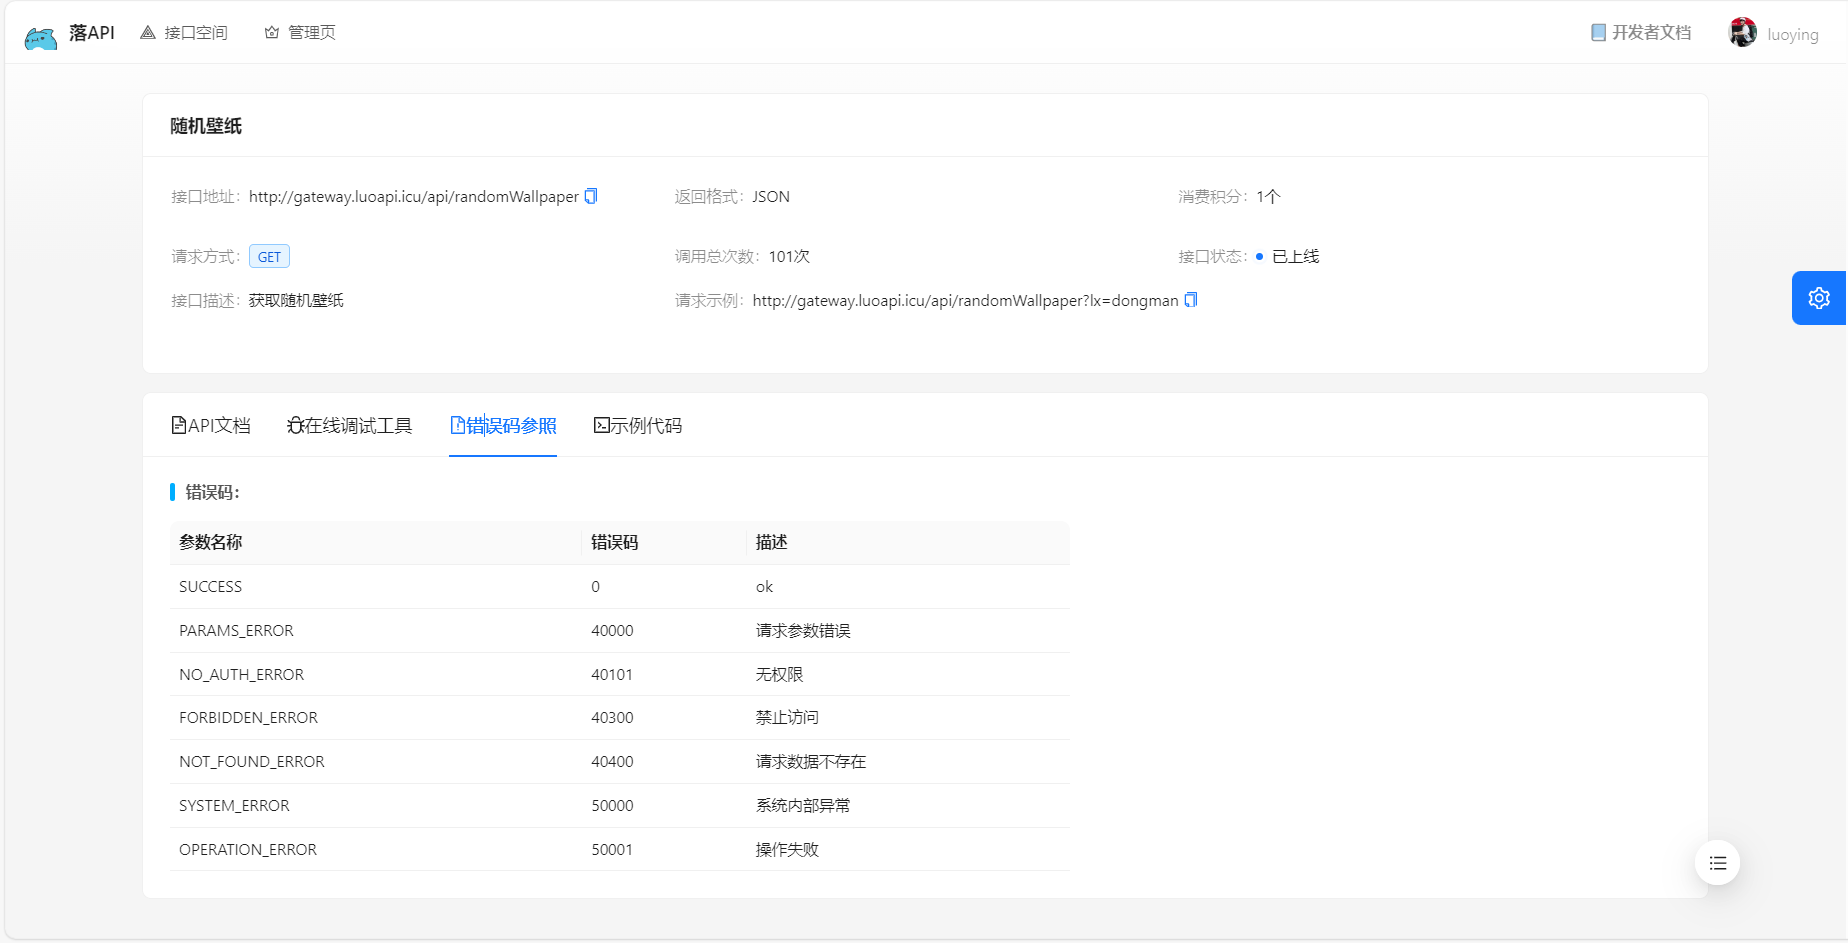 落API 接口空间 管理页 开发者文档 luoying
随机壁纸
接口地址: http://gateway.luoapi.icu/api/randomWallpaper 返回格式: JSON 消费积分: 1个
请求方式: GET 调用总次数: 101次 接口状态: 已上线
接口描述: 获取随机壁纸 请求示例: http://gateway.luoapi.icu/api/randomWallpaper?lx=dongman
API文档 在线调试工具 错误码参照 示例代码
错误码:
参数名称 错误码 描述
SUCCESS 0 ok
PARAMS_ERROR 40000 请求参数错误
NO_AUTH_ERROR 40101 无权限
FORBIDDEN_ERROR 40300 禁止访问
NOT_FOUND_ERROR 40400 请求数据不存在
SYSTEM_ERROR 50000 系统内部异常
OPERATION_ERROR 50001 操作失败